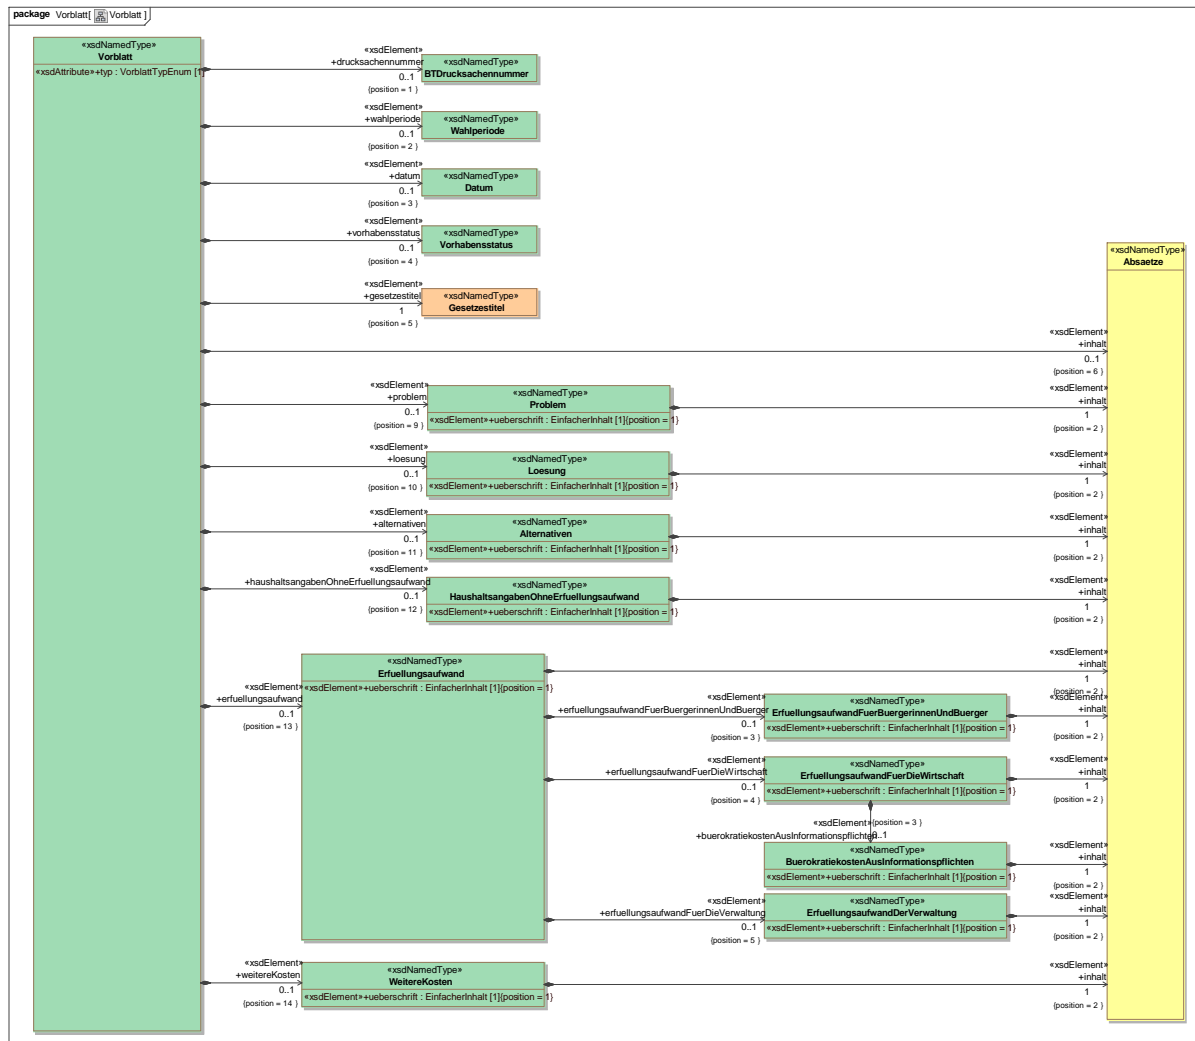 package Vorblatt[ Vorblatt ]
«xsdNamedType»
Vorblatt
«xsdAttribute»+typ : VorblattTypEnum [1]
«xsdElement»
+drucksachennummer
0..1
{position = 1 }
«xsdNamedType»
BTDrucksachennummer
«xsdElement»
+wahlperiode
0..1
{position = 2 }
«xsdNamedType»
Wahlperiode
«xsdElement»
+datum
0..1
{position = 3 }
«xsdNamedType»
Datum
«xsdElement»
+vorhabensstatus
0..1
{position = 4 }
«xsdNamedType»
Vorhabensstatus
«xsdNamedType»
Absaetze
«xsdElement»
+gesetzestitel
1
{position = 5 }
«xsdNamedType»
Gesetzestitel
«xsdElement»
+inhalt
0..1
{position = 6 }
«xsdElement»
+problem
0..1
{position = 9 }
«xsdNamedType»
Problem
«xsdElement»+ueberschrift : EinfacherInhalt [1]{position = 1}
«xsdElement»
+inhalt
1
{position = 2 }
«xsdElement»
+loesung
0..1
{position = 10 }
«xsdNamedType»
Loesung
«xsdElement»+ueberschrift : EinfacherInhalt [1]{position = 1}
«xsdElement»
+inhalt
1
{position = 2 }
«xsdElement»
+alternativen
0..1
{position = 11 }
«xsdNamedType»
Alternativen
«xsdElement»+ueberschrift : EinfacherInhalt [1]{position = 1}
«xsdElement»
+inhalt
1
{position = 2 }
«xsdElement»
+haushaltsangabenOhneErfuellungsaufwand
0..1
{position = 12 }
«xsdNamedType»
HaushaltsangabenOhneErfuellungsaufwand
«xsdElement»+ueberschrift : EinfacherInhalt [1]{position = 1}
«xsdElement»
+inhalt
1
{position = 2 }
«xsdElement»
+erfuellungsaufwand
0..1
{position = 13 }
«xsdNamedType»
Erfuellungsaufwand
«xsdElement»+ueberschrift : EinfacherInhalt [1]{position = 1}
«xsdElement»
+inhalt
1
{position = 2 }
«xsdElement»
+erfuellungsaufwandFuerBuergerinnenUndBuerger
0..1
{position = 3 }
«xsdNamedType»
ErfuellungsaufwandFuerBuergerinnenUndBuerger
«xsdElement»+ueberschrift : EinfacherInhalt [1]{position = 1}
«xsdElement»
+inhalt
1
{position = 2 }
«xsdElement»
+erfuellungsaufwandFuerDieWirtschaft
0..1
{position = 4 }
«xsdNamedType»
ErfuellungsaufwandFuerDieWirtschaft
«xsdElement»+ueberschrift : EinfacherInhalt [1]{position = 1}
«xsdElement»
+inhalt
1
{position = 2 }
«xsdElement»
{position = 3 }
+buerokratiekostenAusInformationspflichten
0..1
«xsdNamedType»
BuerokratiekostenAusInformationspflichten
«xsdElement»+ueberschrift : EinfacherInhalt [1]{position = 1}
«xsdElement»
+inhalt
1
{position = 2 }
«xsdElement»
+erfuellungsaufwandFuerDieVerwaltung
0..1
{position = 5 }
«xsdNamedType»
ErfuellungsaufwandDerVerwaltung
«xsdElement»+ueberschrift : EinfacherInhalt [1]{position = 1}
«xsdElement»
+inhalt
1
{position = 2 }
«xsdElement»
+weitereKosten
0..1
{position = 14 }
«xsdNamedType»
WeitereKosten
«xsdElement»+ueberschrift : EinfacherInhalt [1]{position = 1}
«xsdElement»
+inhalt
1
{position = 2 }